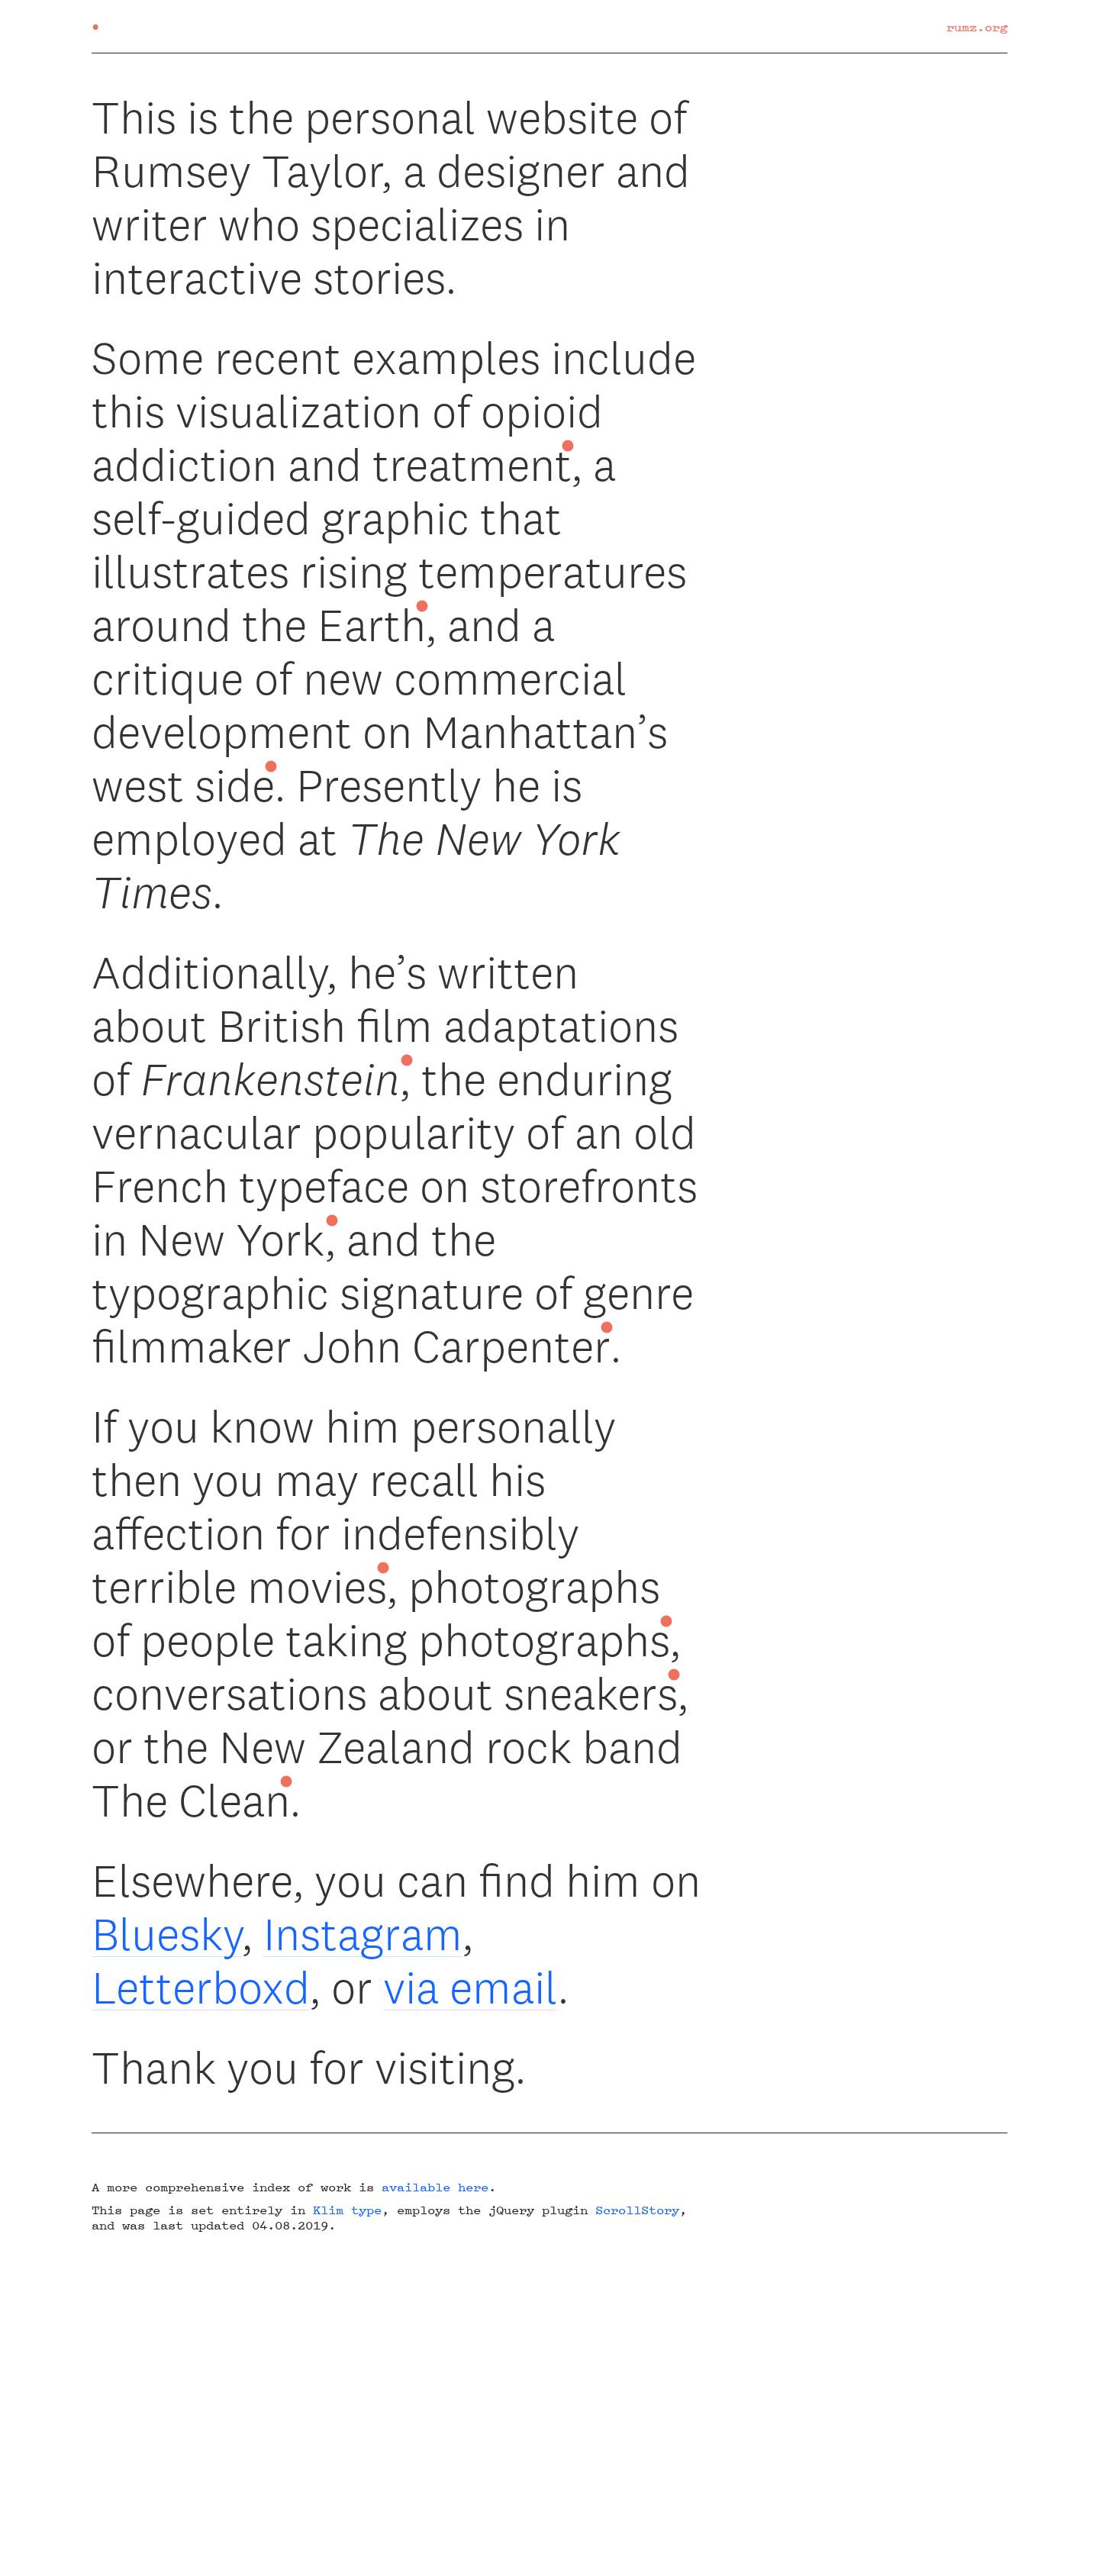 rumz.org
This is the personal website of
Rumsey Taylor, a designer and
writer who specializes in
interactive stories.
Some recent examples include
this visualization of opioid
addiction and treatment, a
self-guided graphic that
illustrates rising temperatures
around the Earth, and a
critique of new commercial
development on Manhattan’s
west side. Presently he is
employed at The New York
Times.
Additionally, he’s written
about British film adaptations
of Frankenstein, the enduring
vernacular popularity of an old
French typeface on storefronts
in New York, and the
typographic signature of genre
filmmaker John Carpenter.
If you know him personally
then you may recall his
affection for indefensibly
terrible movies, photographs
of people taking photographs,
conversations about sneakers,
or the New Zealand rock band
The Clean.
Elsewhere, you can find him on
Bluesky, Instagram,
Letterboxd, or via email.
Thank you for visiting.
A more comprehensive index of work is available here.
This page is set entirely in Klim type, employs the jQuery plugin ScrollStory,
and was last updated 04.08.2019.